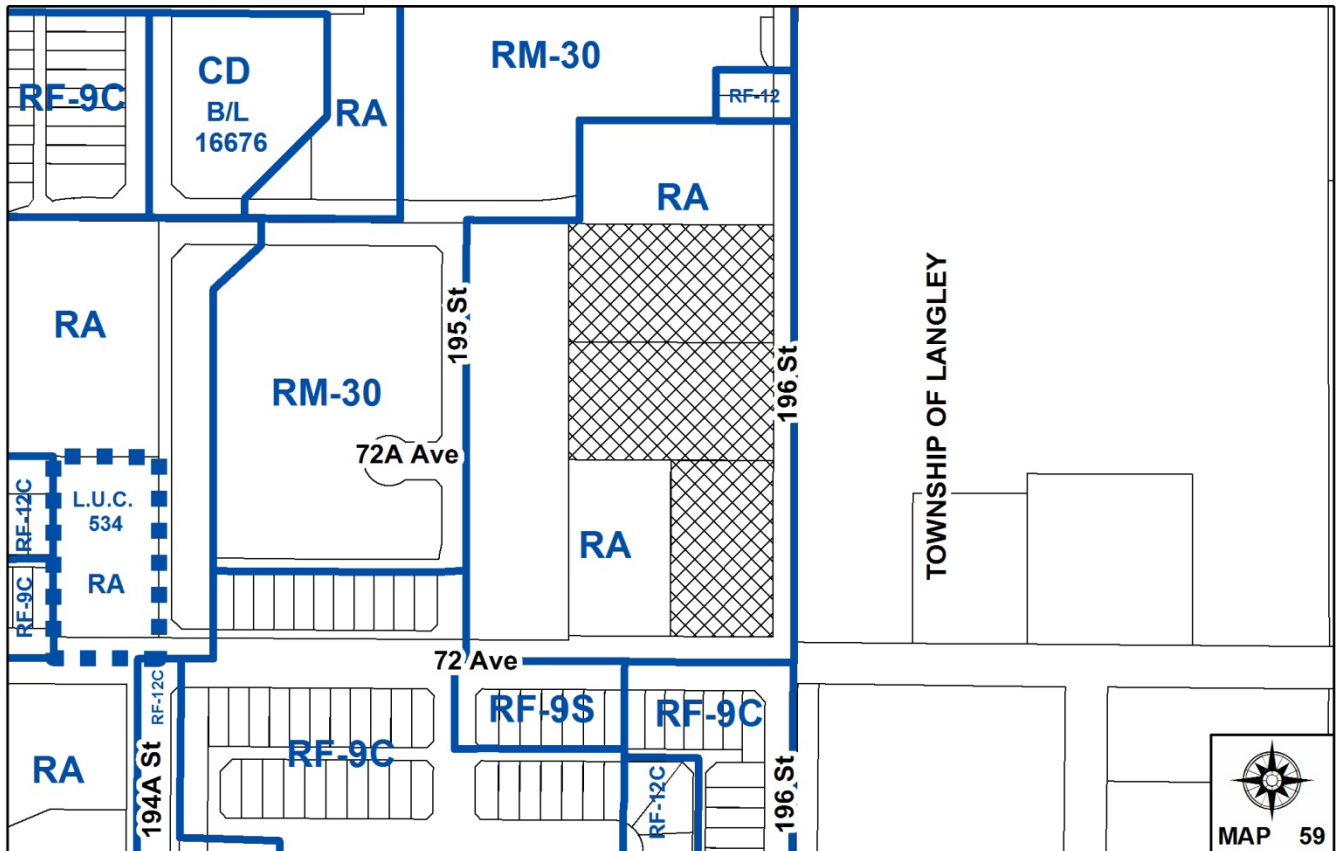 RM-30
CD
RF-9C
RF-12
B/L
RA
16676
RA
195 St
TOWNSHIP OF LANGLEY
RA
196 St
RM-30
72A Ave
L.U.C.
534
RF-12C
RA
RA
RF-9C
72 Ave
RF-12C
RF-9S
RF-9C
RF-9C
RA
194A St
RF-12C
196 St
MAP 59